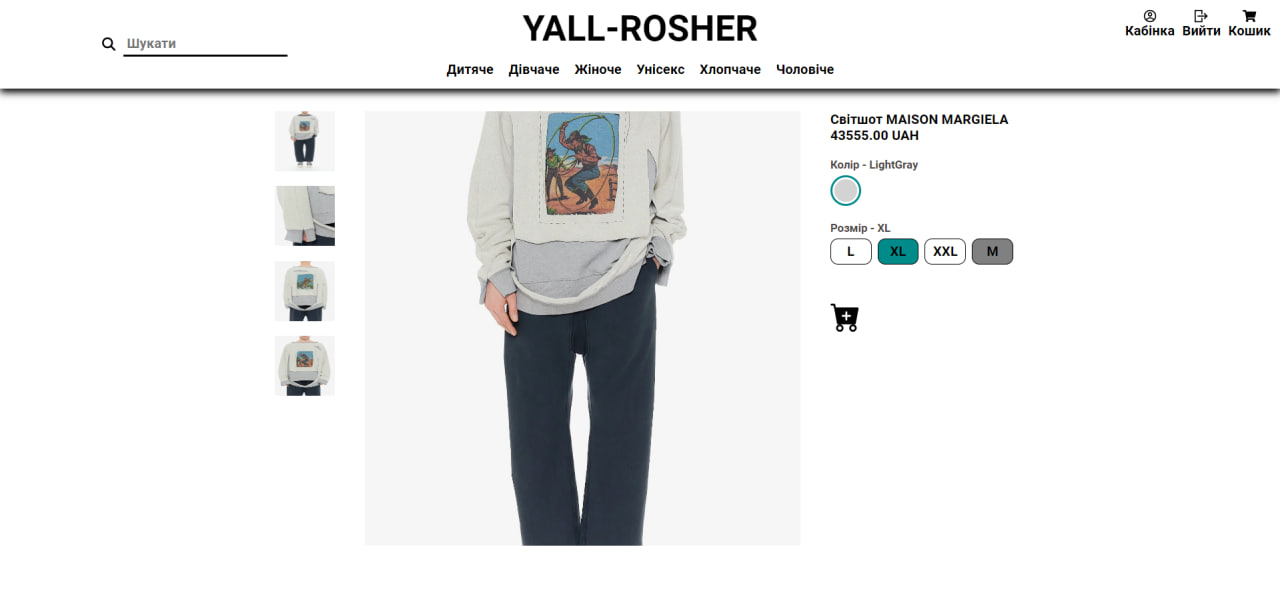 YALL-ROSHER
Шукати
Кабінка Вийти Кошик
Дитяче Дівчаче Жіноче Унісекс Хлопчаче Чоловіче
Світшот MAISON MARGIELA
43555.00 UAH
Колір - LightGray
Розмір - XL
L XL XXL M